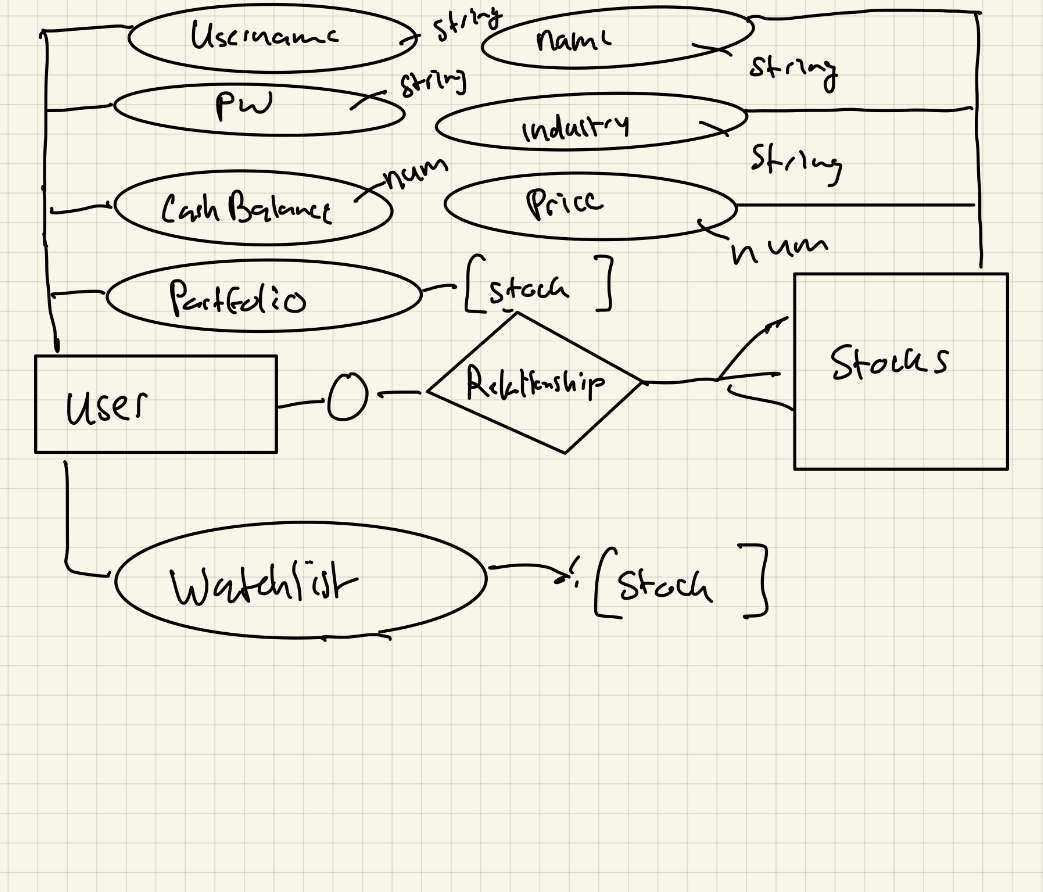 Username
string
name
string
PW
string
industry
string
Cash Balance
num
Price
num
Portfolio
[stock]
User
Relationship
Stocks
Watchlist
[Stock]